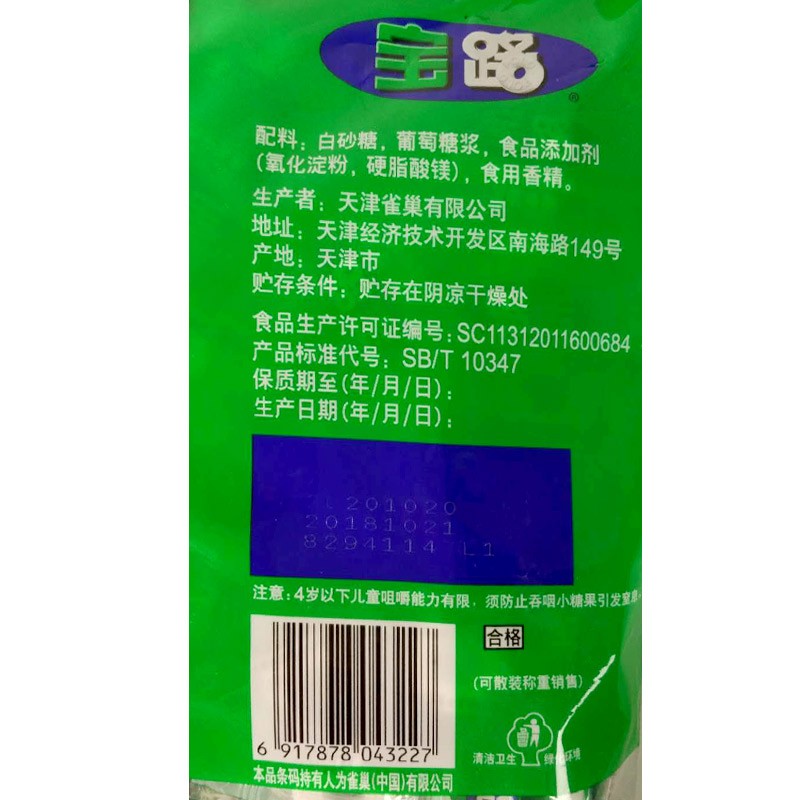 宝路
®
配料：白砂糖，葡萄糖浆，食品添加剂
（氧化淀粉，硬脂酸镁），食用香精。
生产者：天津雀巢有限公司
地址：天津经济技术开发区南海路149号
产地：天津市
贮存条件：贮存在阴凉干燥处
食品生产许可证编号：SC11312011600684
产品标准代号：SB/T 10347
保质期至(年/月/日)：
生产日期(年/月/日)：
201020
20181021
8294114 L1
注意：4岁以下儿童咀嚼能力有限，须防止吞咽小糖果引发窒息
合格
（可散装称重销售）
6 917878 043227
清洁卫生 绿化环境
本品条码持有人为雀巢(中国)有限公司